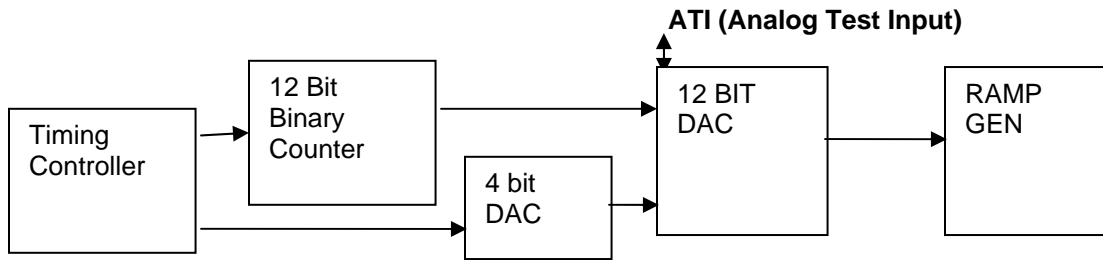 ATI (Analog Test Input)
Timing
Controller
12 Bit
Binary
Counter
4 bit
DAC
12 BIT
DAC
RAMP
GEN